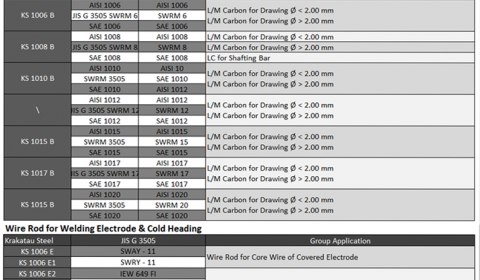 AISI 1006 AISI 1006
KS 1006 B JIS G 3505 SWRM 6 SWRM 6 L/M Carbon for Drawing Ø < 2.00 mm
L/M Carbon for Drawing Ø > 2.00 mm
SAE 1006 SAE 1006
AISI 1008 AISI 1008 L/M Carbon for Drawing Ø < 2.00 mm
KS 1008 B JIS G 3505 SWRM 8 SWRM 8 L/M Carbon for Drawing Ø > 2.00 mm
SAE 1008 SAE 1008 LC for Shafting Bar
AISI 1010 AISI 10
KS 1010 B SWRM 3505 SAE 1010 L/M Carbon for Drawing Ø < 2.00 mm
L/M Carbon for Drawing Ø > 2.00 mm
SAE 1010 AISI 1010
AISI 1012 AISI 1012
\ JIS G 3505 SWRM 12 SWRM 12 L/M Carbon for Drawing Ø < 2.00 mm
L/M Carbon for Drawing Ø > 2.00 mm
SAE 1012 SAE 1012
AISI 1015 AISI 1015
KS 1015 B SWRM 3505 SWRM 15 L/M Carbon for Drawing Ø < 2.00 mm
L/M Carbon for Drawing Ø > 2.00 mm
SAE 1015 SAE 1015
AISI 1017 AISI 1017
KS 1017 B JIS G 3505 SWRM 17 SWRM 17 L/M Carbon for Drawing Ø < 2.00 mm
L/M Carbon for Drawing Ø > 2.00 mm
SAE 1017 SAE 1017
AISI 1020 AISI 1020
KS 1015 B SWRM 3505 SWRM 20 L/M Carbon for Drawing Ø < 2.00 mm
L/M Carbon for Drawing Ø > 2.00 mm
SAE 1020 SAE 1020
Wire Rod for Welding Electrode & Cold Heading
Krakatau Steel JIS G 3505 Group Application
KS 1006 E SWAY - 11 Wire Rod for Core Wire of Covered Electrode
KS 1006 E1 SWRY - 11
KS 1006 E2 IEW 649 FI